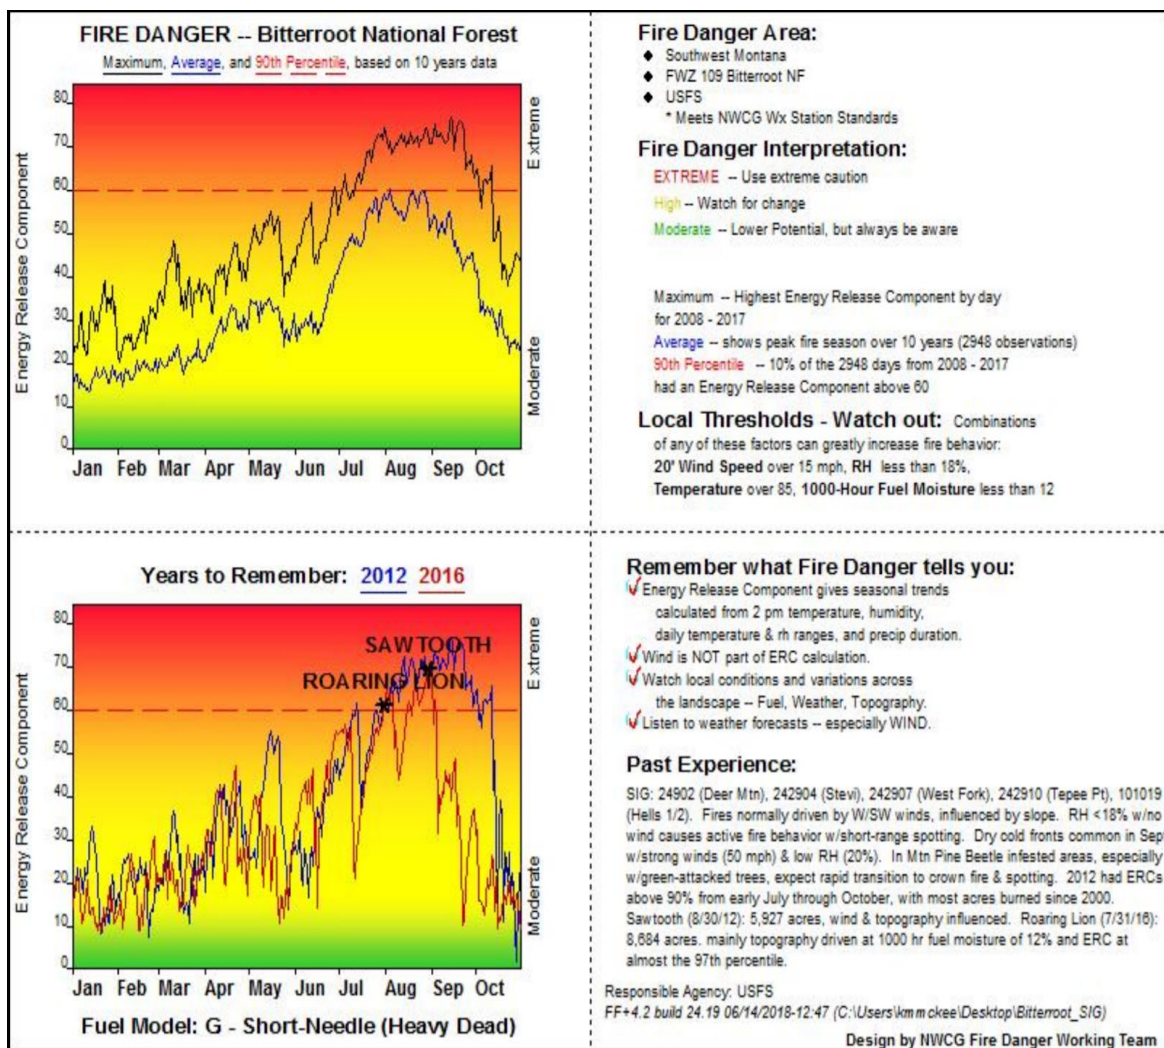 FIRE DANGER -- Bitterroot National Forest
Maximum, Average, and 90th Percentile, based on 10 years data
Energy Release Component
80
70
60
50
40
30
20
10
0
Extreme
Moderate
Jan Feb Mar Apr May Jun Jul Aug Sep Oct
Fire Danger Area:
Southwest Montana
FWZ 109 Bitterroot NF
USFS
* Meets NWCG Wx Station Standards
Fire Danger Interpretation:
EXTREME -- Use extreme caution
High -- Watch for change
Moderate -- Lower Potential, but always be aware
Maximum -- Highest Energy Release Component by day
for 2008 - 2017
Average -- shows peak fire season over 10 years (2948 observations)
90th Percentile -- 10% of the 2948 days from 2008 - 2017
had an Energy Release Component above 60
Local Thresholds - Watch out: Combinations
of any of these factors can greatly increase fire behavior:
20' Wind Speed over 15 mph, RH less than 18%,
Temperature over 85, 1000-Hour Fuel Moisture less than 12
Years to Remember: 2012 2016
Energy Release Component
80
70
60
50
40
30
20
10
0
SAWTOOTH
ROARING LION
Extreme
Moderate
Jan Feb Mar Apr May Jun Jul Aug Sep Oct
Fuel Model: G - Short-Needle (Heavy Dead)
Remember what Fire Danger tells you:
Energy Release Component gives seasonal trends
calculated from 2 pm temperature, humidity,
daily temperature & rh ranges, and precip duration.
Wind is NOT part of ERC calculation.
Watch local conditions and variations across
the landscape -- Fuel, Weather, Topography.
Listen to weather forecasts -- especially WIND.
Past Experience:
SIG: 24902 (Deer Mtn), 242904 (Stevi), 242907 (West Fork), 242910 (Tepee Pt), 101019
(Hells 1/2). Fires normally driven by W/SW winds, influenced by slope. RH <18% w/no
wind causes active fire behavior w/short-range spotting. Dry cold fronts common in Sep
w/strong winds (50 mph) & low RH (20%). In Mtn Pine Beetle infested areas, especially
w/green-attacked trees, expect rapid transition to crown fire & spotting. 2012 had ERCs
above 90% from early July through October, with most acres burned since 2000.
Sawtooth (8/30/12): 5,927 acres, wind & topography influenced. Roaring Lion (7/31/16):
8,684 acres. mainly topography driven at 1000 hr fuel moisture of 12% and ERC at
almost the 97th percentile.
Responsible Agency: USFS
FF+4.2 build 24.19 06/14/2018-12:47 (C:\Users\kmmckee\Desktop\Bitterroot_SIG)
Design by NWCG Fire Danger Working Team